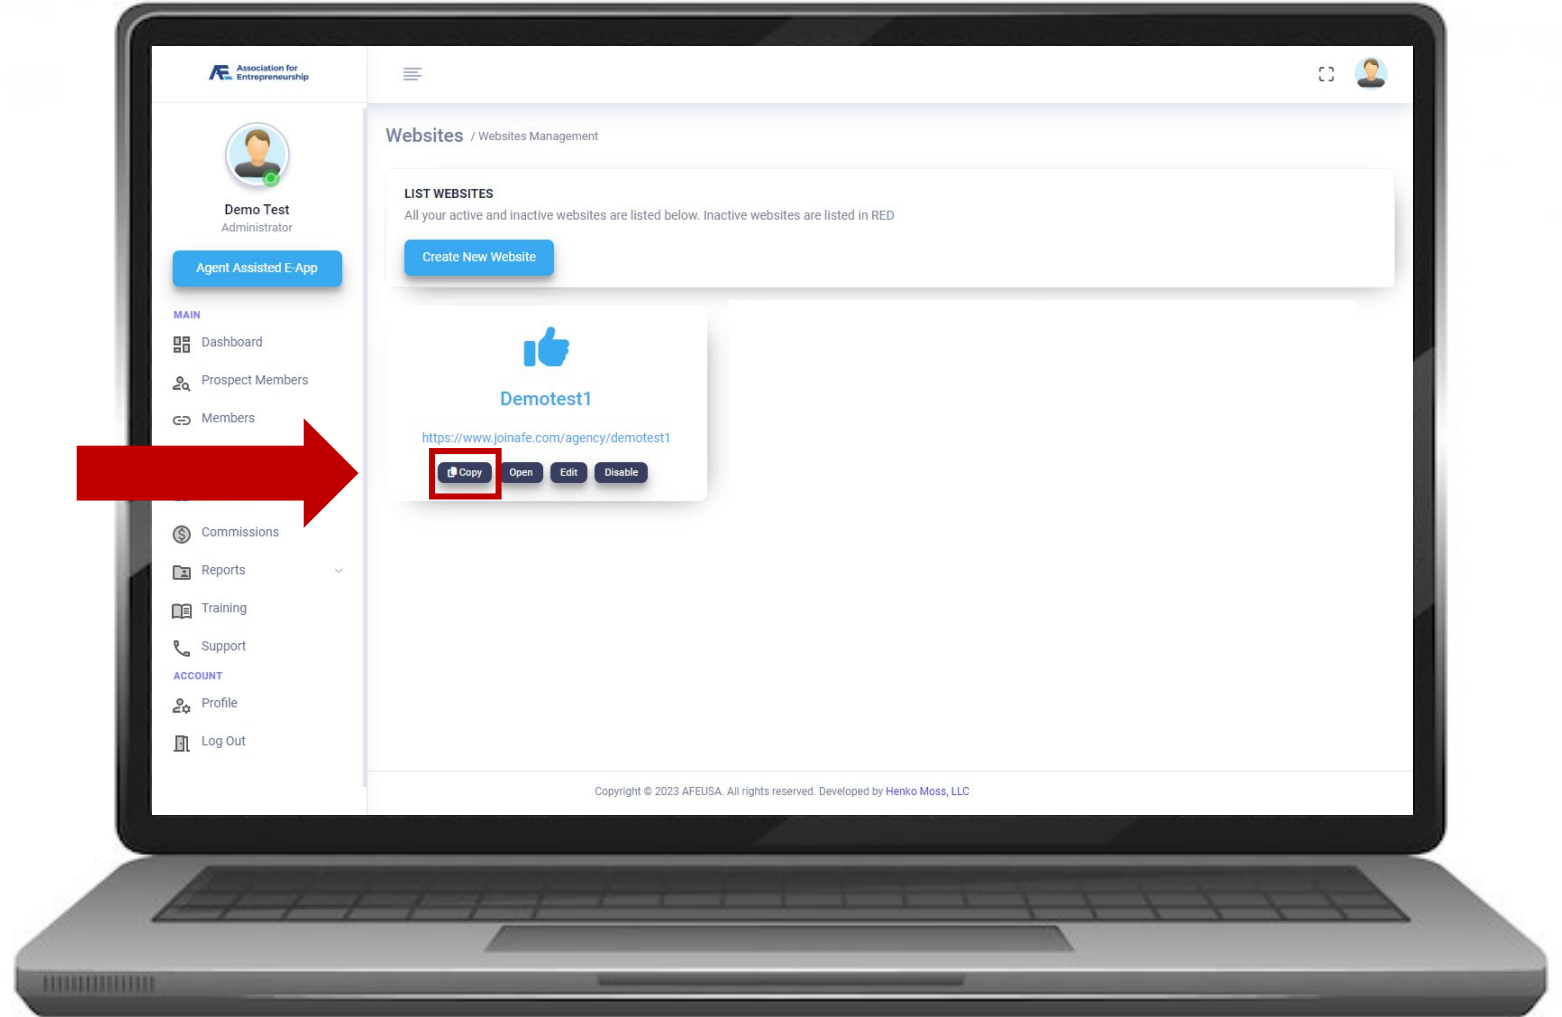 Association for
Entrepreneurship
Websites / Websites Management
Demo Test
Administrator
Agent Assisted E-App
MAIN
Dashboard
Prospect Members
Members
Commissions
Reports
Training
Support
ACCOUNT
Profile
Log Out
LIST WEBSITES
All your active and inactive websites are listed below. Inactive websites are listed in RED
Create New Website
Demotest1
https://www.joinafe.com/agency/demotest1
Copy Open Edit Disable
Copyright © 2023 AFEUSA. All rights reserved. Developed by Henko Moss, LLC